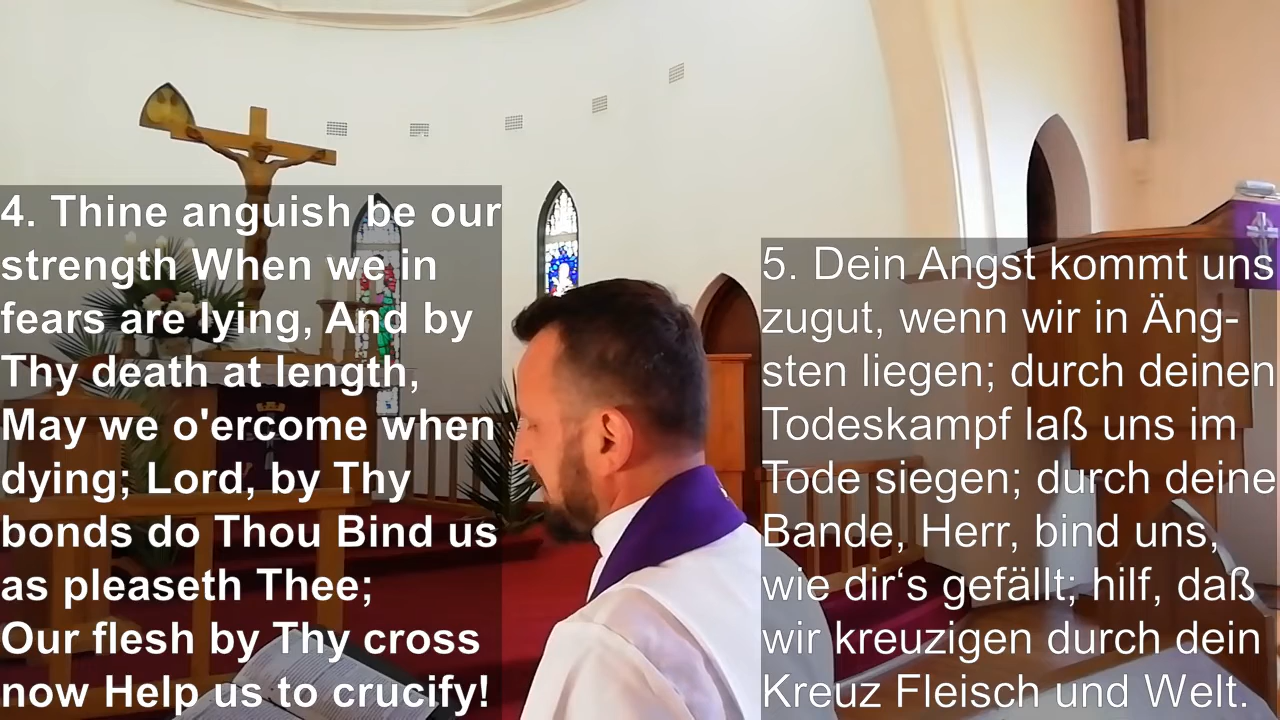 4. Thine anguish be our
strength When we in
fears are lying, And by
Thy death at length,
May we o'ercome when
dying; Lord, by Thy
bonds do Thou Bind us
as pleaseth Thee;
Our flesh by Thy cross
now Help us to crucify!
5. Dein Angst kommt uns
zugut, wenn wir in Äng-
sten liegen; durch deinen
Todeskampf laß uns im
Tode siegen; durch deine
Bande, Herr, bind uns,
wie dir‘s gefällt; hilf, daß
wir kreuzigen durch dein
Kreuz Fleisch und Welt.